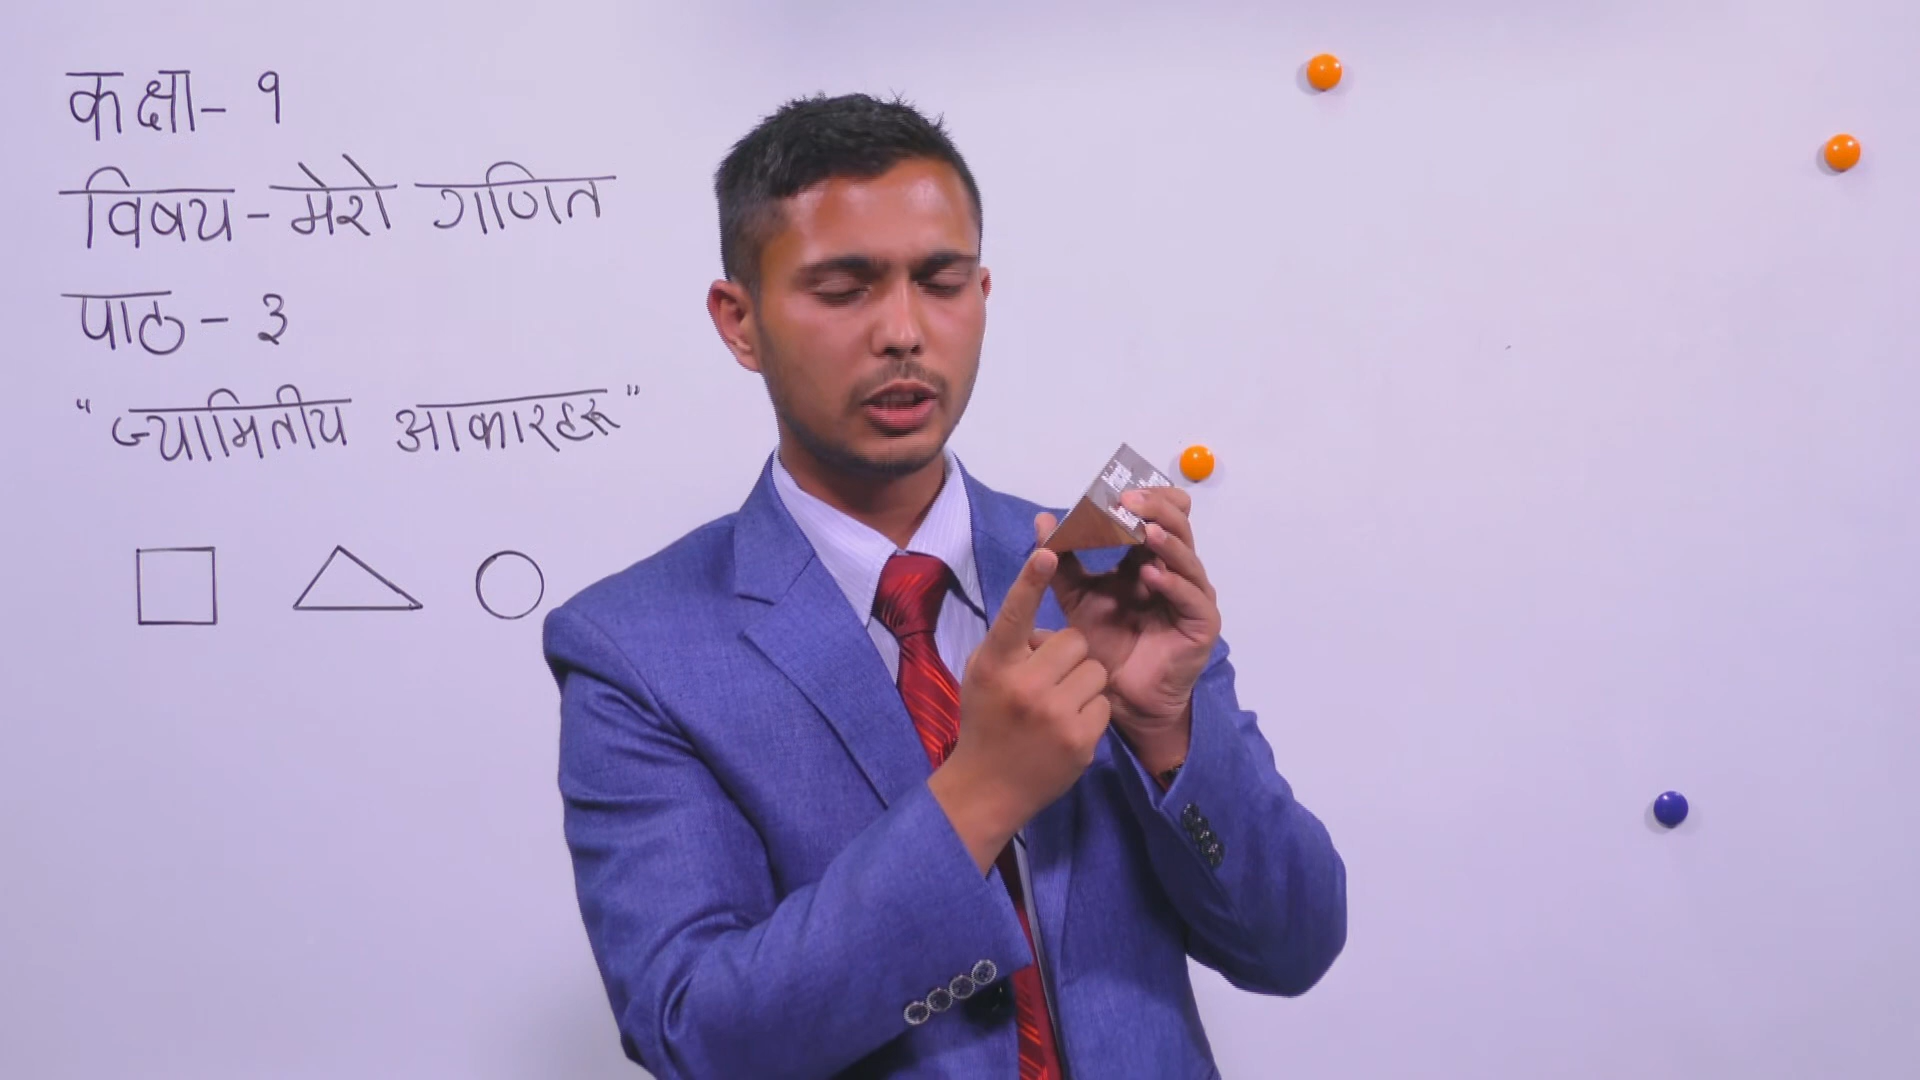 कक्षा- १
विषय- मेरो गणित
पाठ- ३
“ज्यामितीय आकारहरू”